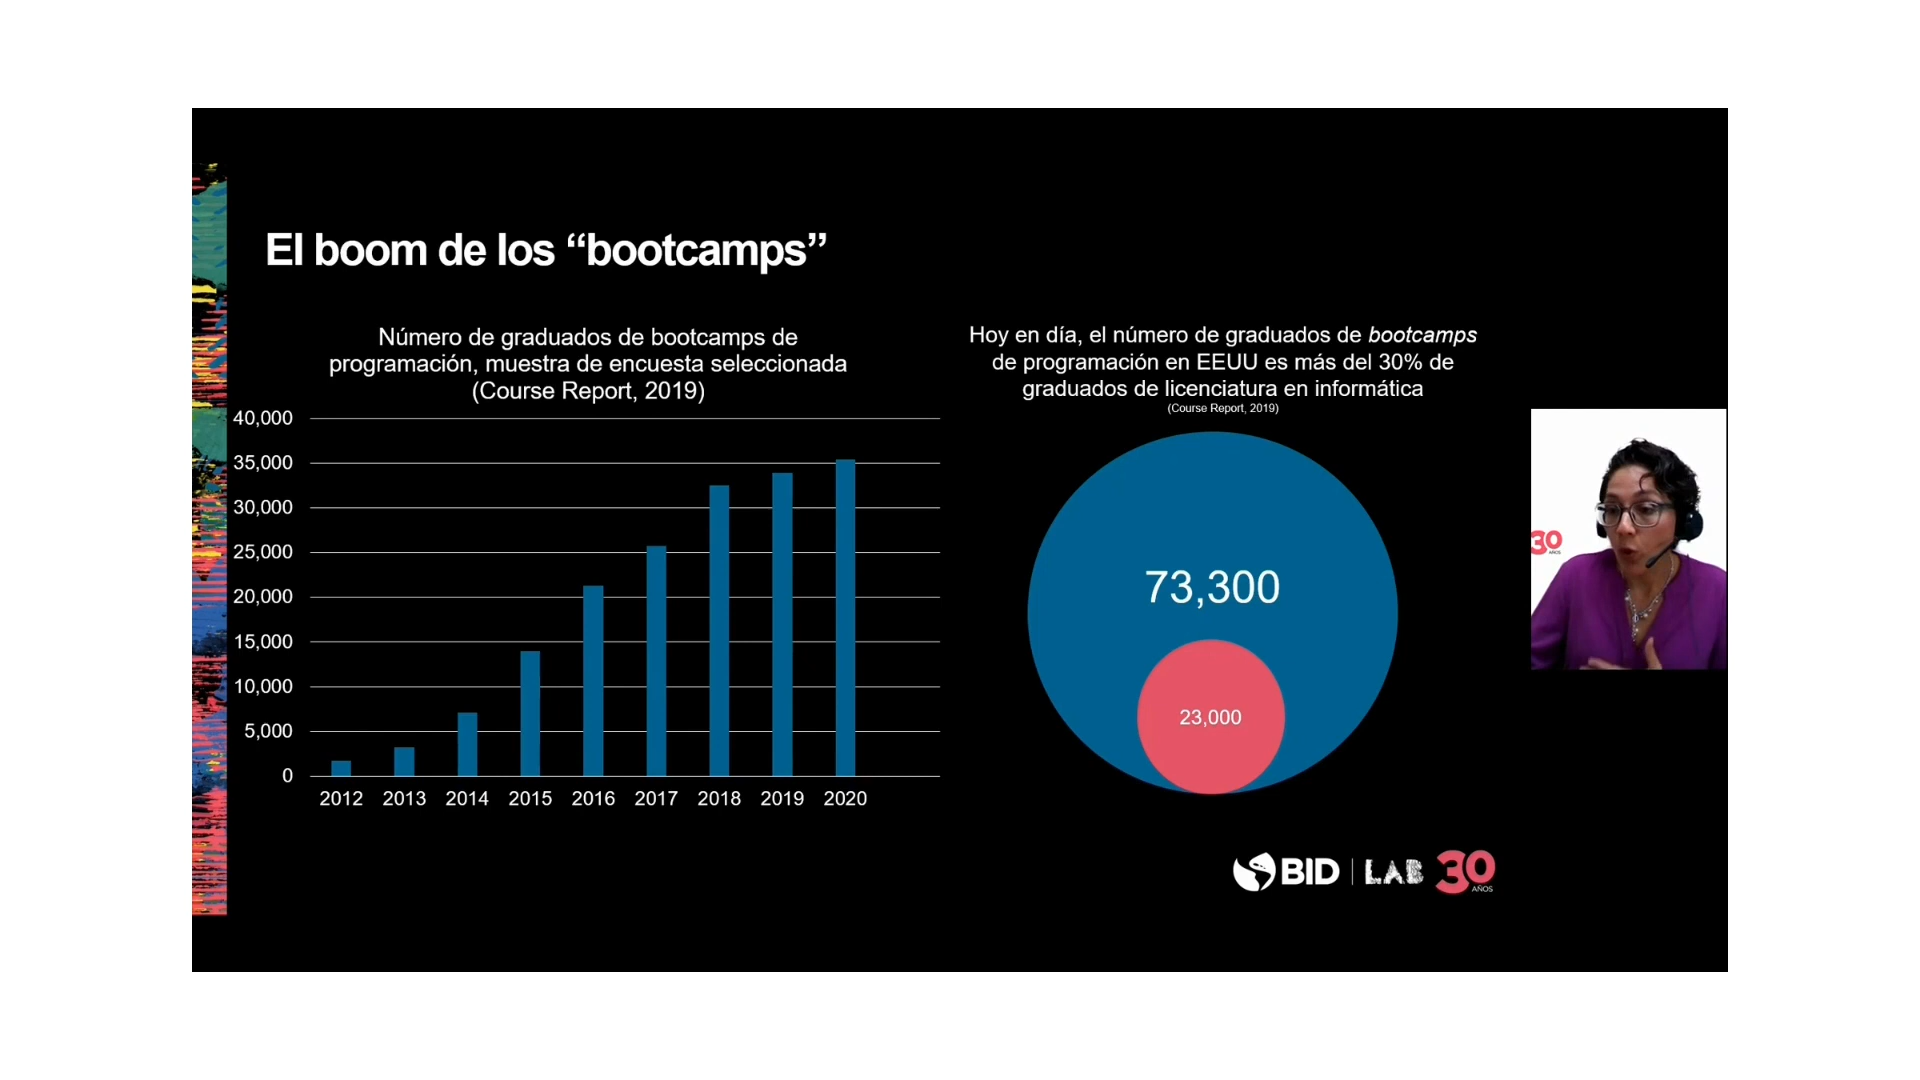 El boom de los “bootcamps”
Número de graduados de bootcamps de
programación, muestra de encuesta seleccionada
(Course Report, 2019)
40,000
35,000
30,000
25,000
20,000
15,000
10,000
5,000
0
2012 2013 2014 2015 2016 2017 2018 2019 2020
Hoy en día, el número de graduados de bootcamps
de programación en EEUU es más del 30% de
graduados de licenciatura en informática
(Course Report, 2019)
73,300
23,000
30
AÑOS
BID | LAB 30
AÑOS